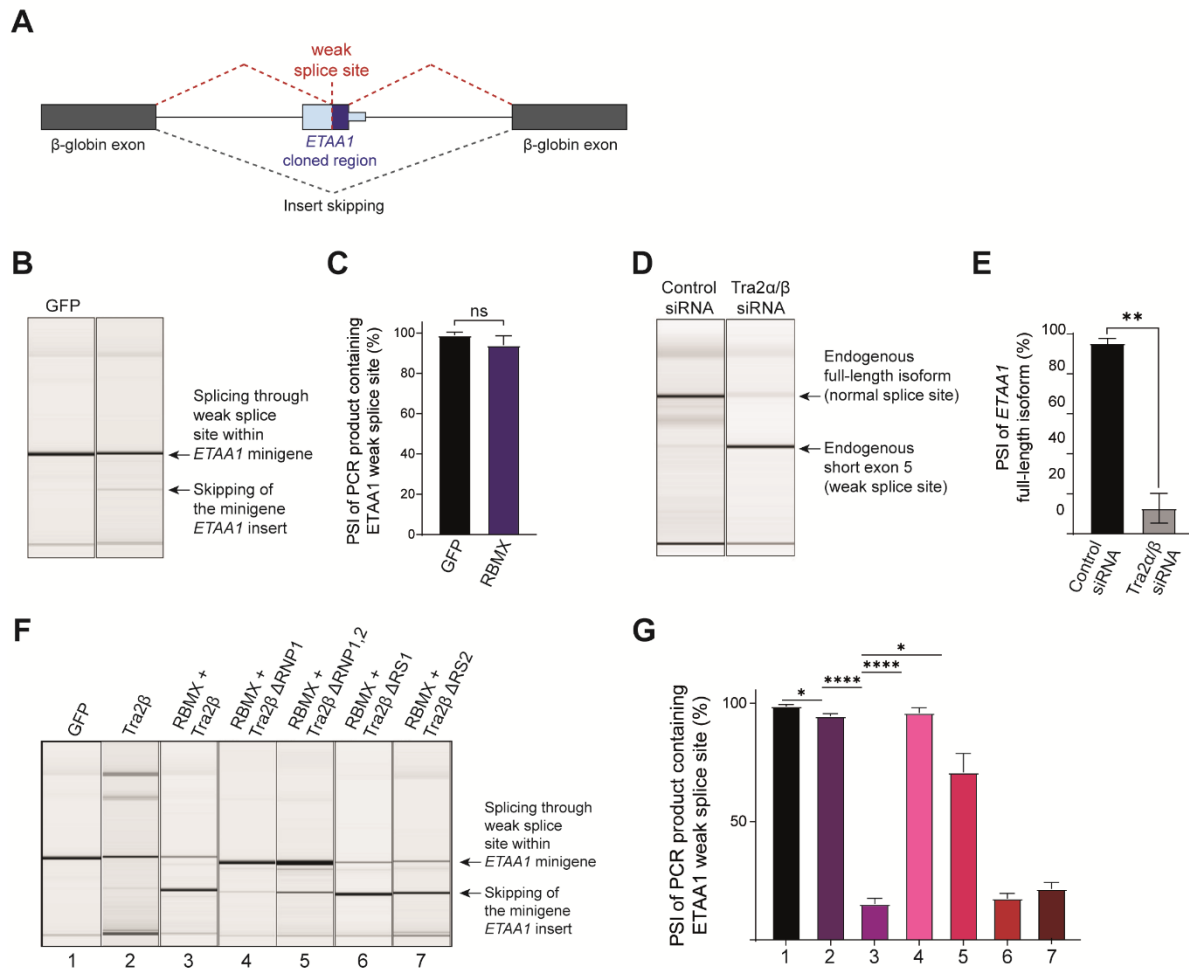 A
weak
splice site
β-globin exon
ETAA1
cloned region
β-globin exon
Insert skipping
B
GFP
Splicing through
weak splice
site within
ETAA1 minigene
Skipping of
the minigene
ETAA1 insert
C
PSI of PCR product containing
ETAA1 weak splice site (%)
100
80
60
40
20
0
ns
GFP
RBMX
D
Control
siRNA
Tra2α/β
siRNA
Endogenous
full-length isoform
(normal splice site)
Endogenous
short exon 5
(weak splice site)
E
PSI of ETAA1
full-length isoform (%)
100
80
60
40
20
0
**
Control
siRNA
Tra2α/β
siRNA
F
GFP
Tra2β
RBMX +
Tra2β
RBMX +
Tra2β ΔRNP1
RBMX +
Tra2β ΔRNP1,2
RBMX +
Tra2β ΔRS1
RBMX +
Tra2β ΔRS2
Splicing through
weak splice
site within
ETAA1 minigene
Skipping of
the minigene
ETAA1 insert
1 2 3 4 5 6 7
G
PSI of PCR product containing
ETAA1 weak splice site (%)
100
50
*
****
****
*
1 2 3 4 5 6 7